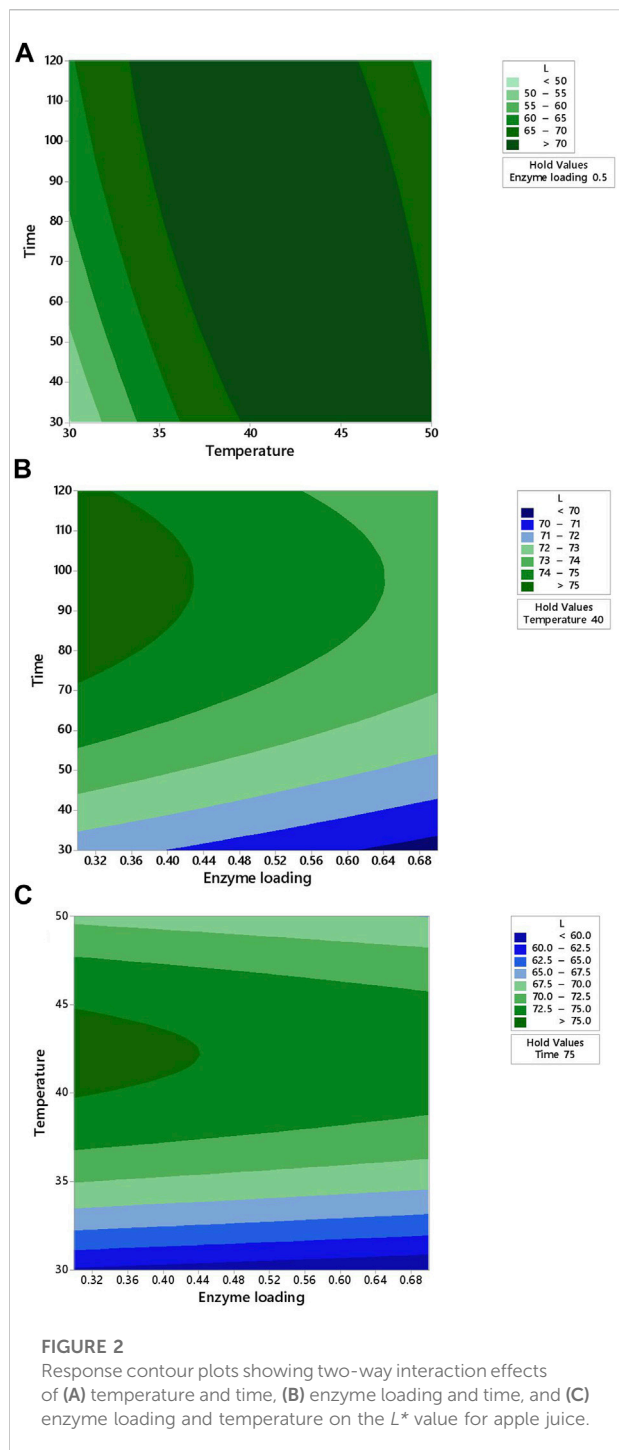 A
120
110
100
90
80
70
60
50
40
30
Time
30 35 40 45 50
Temperature
L
< 50
50 – 55
55 – 60
60 – 65
65 – 70
> 70
Hold Values
Enzyme loading 0.5
B
120
110
100
90
80
70
60
50
40
30
Time
0.32 0.36 0.40 0.44 0.48 0.52 0.56 0.60 0.64 0.68
Enzyme loading
L
< 70
70 – 71
71 – 72
72 – 73
73 – 74
74 – 75
> 75
Hold Values
Temperature 40
C
50
45
40
35
30
Temperature
0.32 0.36 0.40 0.44 0.48 0.52 0.56 0.60 0.64 0.68
Enzyme loading
L
< 60.0
60.0 – 62.5
62.5 – 65.0
65.0 – 67.5
67.5 – 70.0
70.0 – 72.5
72.5 – 75.0
> 75.0
Hold Values
Time 75
FIGURE 2
Response contour plots showing two-way interaction effects
of (A) temperature and time, (B) enzyme loading and time, and (C)
enzyme loading and temperature on the L* value for apple juice.